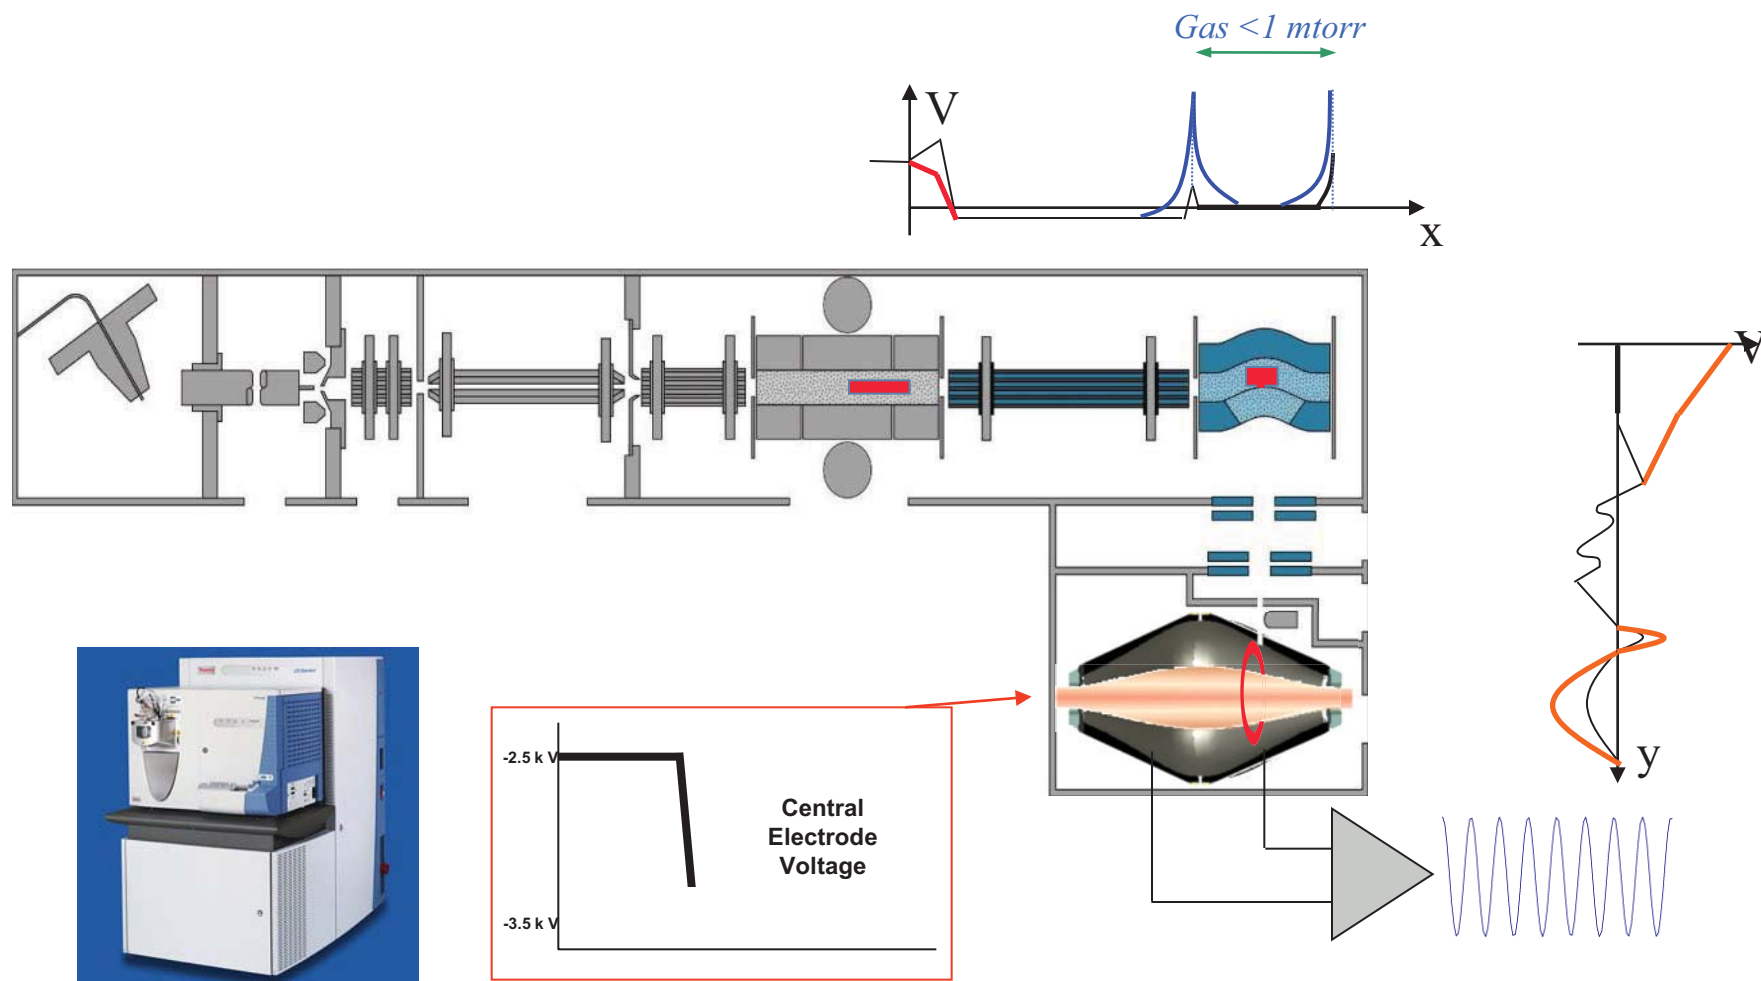 Gas <1 mtorr
V
x
V
y
-2.5 k V
Central
Electrode
Voltage
-3.5 k V